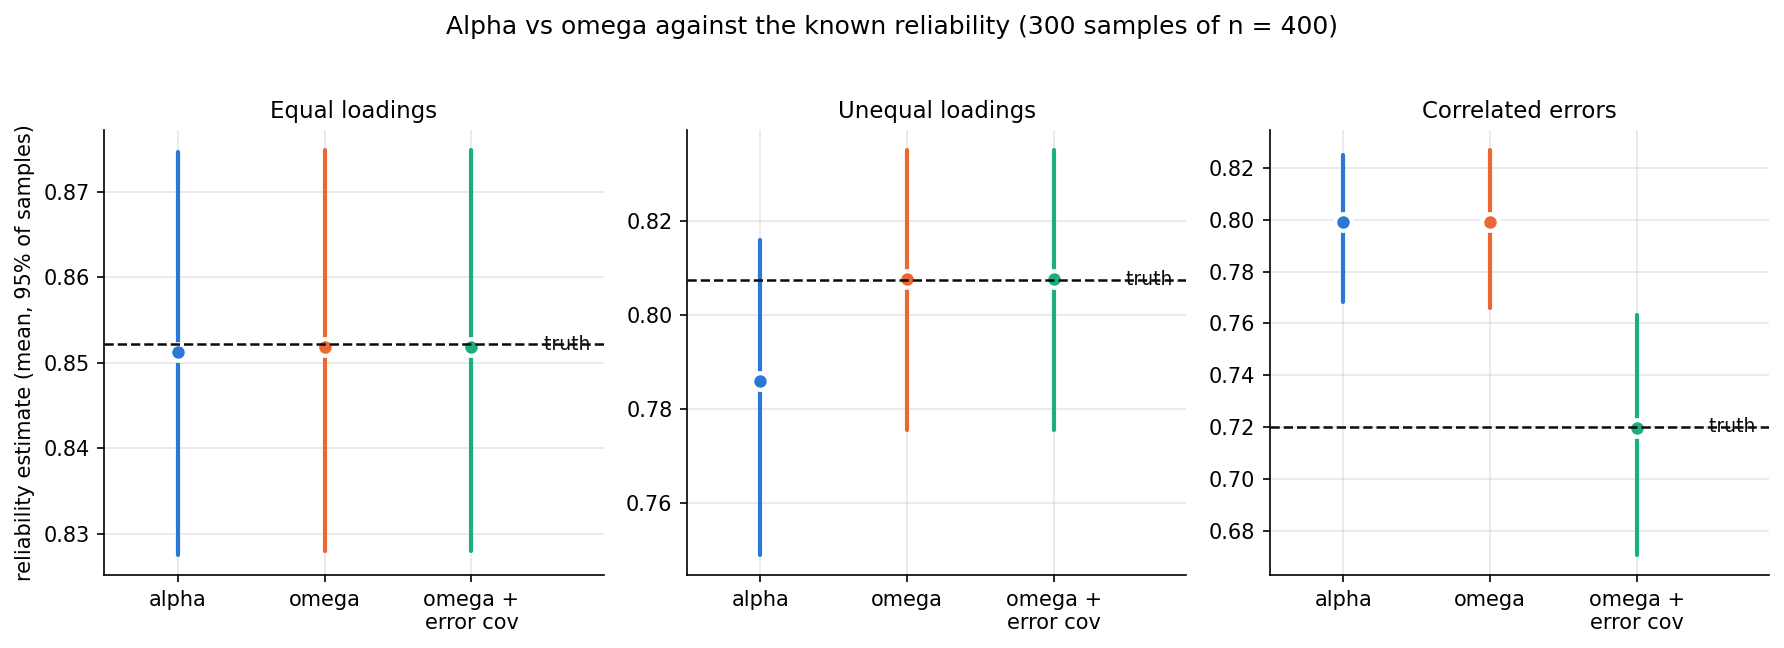 Alpha vs omega against the known reliability (300 samples of n = 400)
reliability estimate (mean, 95% of samples)
Equal loadings
0.87
0.86
0.85
0.84
0.83
truth
alpha
omega
omega +
error cov
Unequal loadings
0.82
0.80
0.78
0.76
truth
alpha
omega
omega +
error cov
Correlated errors
0.82
0.80
0.78
0.76
0.74
0.72
0.70
0.68
truth
alpha
omega
omega +
error cov